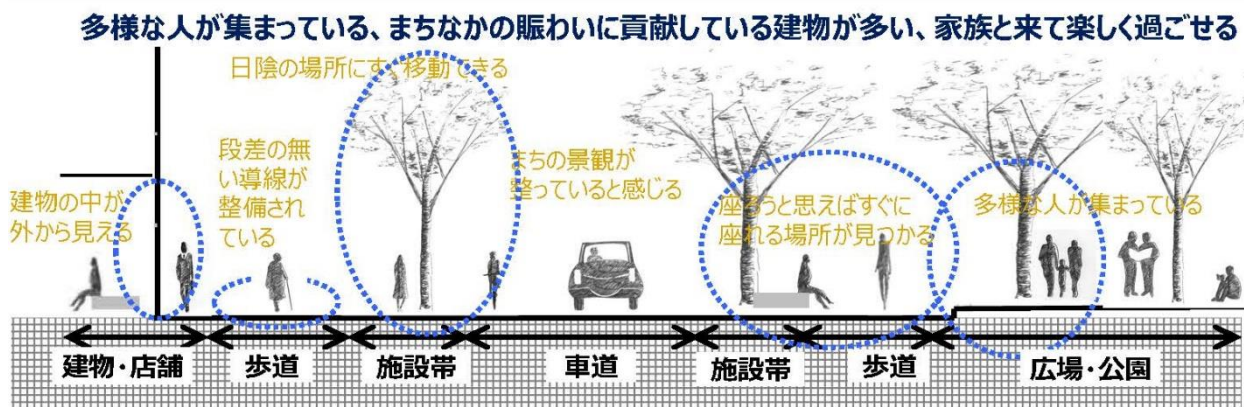 多様な人が集まっている、まちなかの賑わいに貢献している建物が多い、家族と来て楽しく過ごせる
日陰の場所にす、移動できる
段差の無
い導線が
整備され
ている
建物の中が
外から見える
まちの景観が
整っていると感じる
座ろうと思えばすぐに
座れる場所が見つかる
多様な人が集まっている
建物・店舗
歩道
施設帯
車道
施設帯
歩道
広場・公園